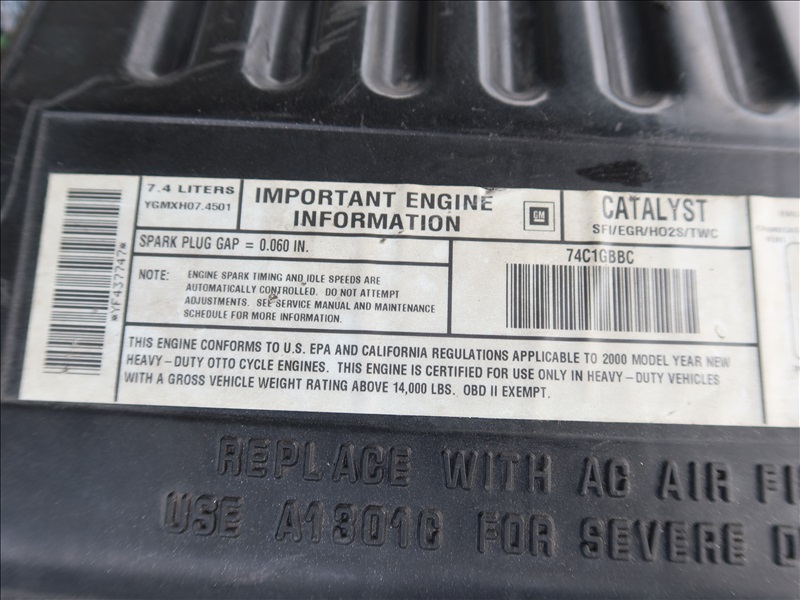 7.4 LITERS
YGMXH07.4501
IMPORTANT ENGINE
INFORMATION
GM
CATALYST
SFI/EGR/HO2S/TWC
SPARK PLUG GAP = 0.060 IN.
74C1GBBC
NOTE: ENGINE SPARK TIMING AND IDLE SPEEDS ARE
AUTOMATICALLY CONTROLLED. DO NOT ATTEMPT
ADJUSTMENTS. SEE SERVICE MANUAL AND MAINTENANCE
SCHEDULE FOR MORE INFORMATION.
*YF437747*
THIS ENGINE CONFORMS TO U.S. EPA AND CALIFORNIA REGULATIONS APPLICABLE TO 2000 MODEL YEAR NEW
HEAVY-DUTY OTTO CYCLE ENGINES. THIS ENGINE IS CERTIFIED FOR USE ONLY IN HEAVY-DUTY VEHICLES
WITH A GROSS VEHICLE WEIGHT RATING ABOVE 14,000 LBS. OBD II EXEMPT.
REPLACE WITH AC AIR FI
USE A1301C FOR SEVERE D